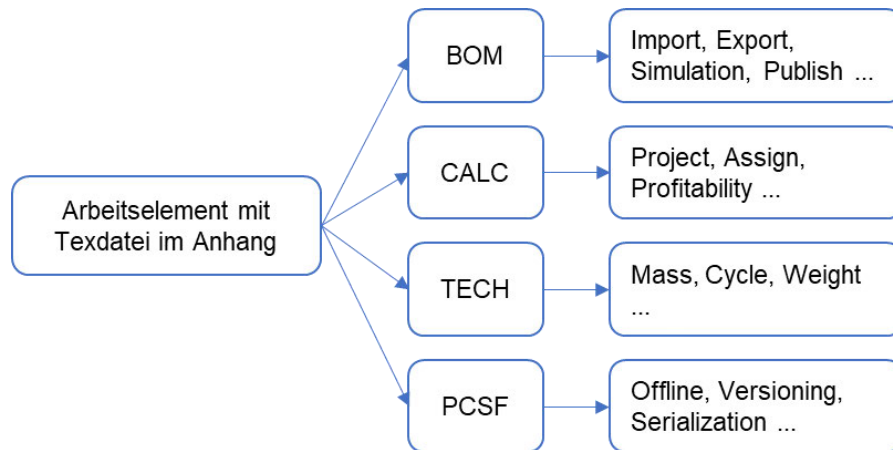 Arbeitselement mit
Texdatei im Anhang
BOM
Import, Export,
Simulation, Publish ...
CALC
Project, Assign,
Profitability ...
TECH
Mass, Cycle, Weight
...
PCSF
Offline, Versioning,
Serialization ...